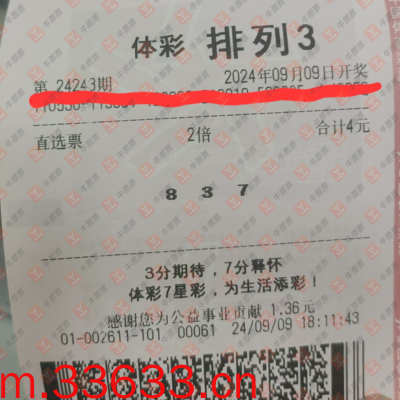 体彩 排列3
第 24243期 2024年09月09日开奖
直选票 2倍 合计4元
8 3 7
3分期待，7分释怀
体彩7星彩，为生活添彩！
感谢您为公益事业贡献 1.36元
01-002611-101 00061 24/09/09 18:11:43
m.33633.cn